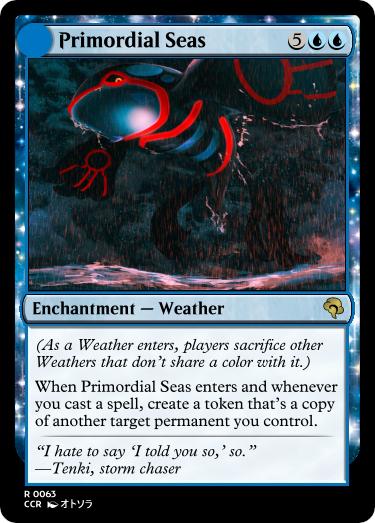 Primordial Seas 5
Enchantment — Weather
(As a Weather enters, players sacrifice other
Weathers that don't share a color with it.)
When Primordial Seas enters and whenever
you cast a spell, create a token that's a copy
of another target permanent you control.
“I hate to say ‘I told you so,’ so.”
—Tenki, storm chaser
R 0063
CCR オトソラ